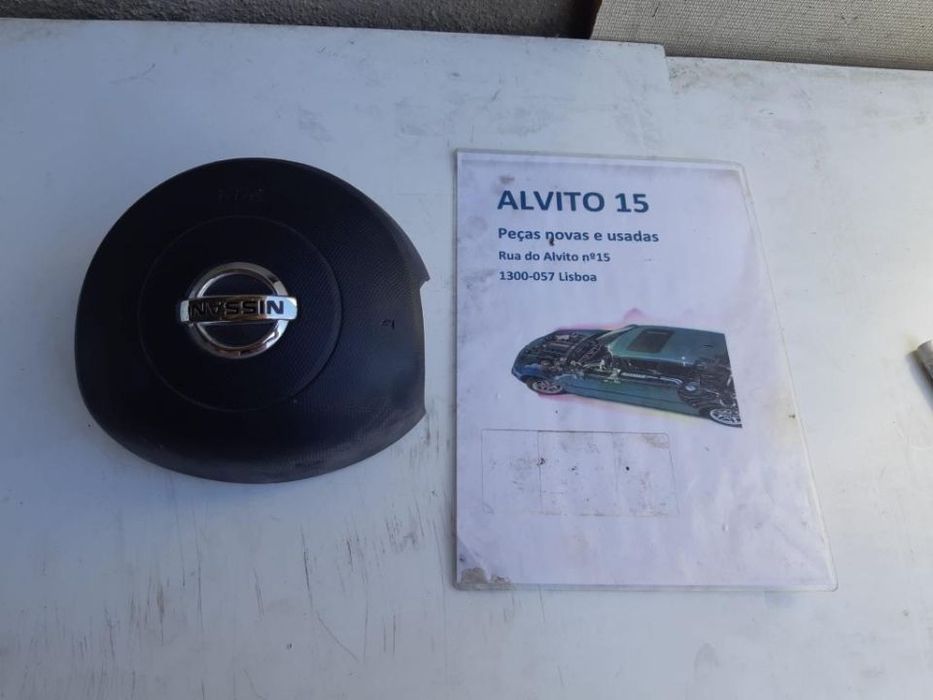 NISSAN
ALVITO 15
Peças novas e usadas
Rua do Alvito nº15
1300-057 Lisboa